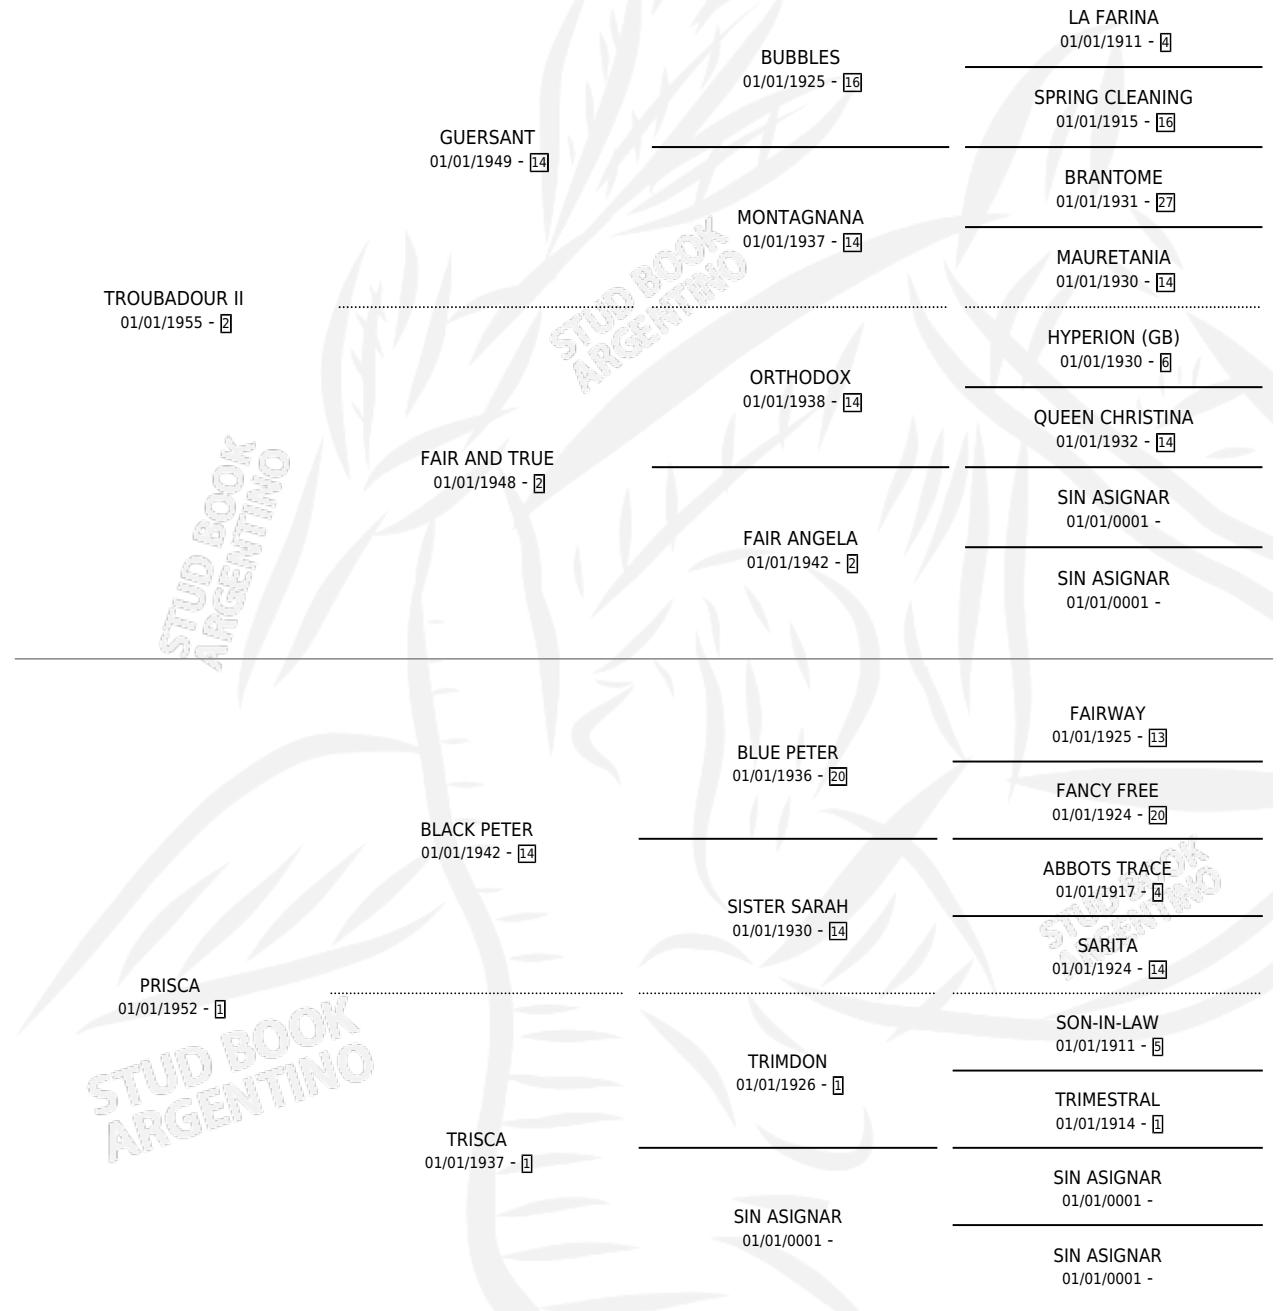 TROUBADOUR II
01/01/1955 - 2
GUERSANT
01/01/1949 - 14
BUBBLES
01/01/1925 - 16
LA FARINA
01/01/1911 - 4
SPRING CLEANING
01/01/1915 - 16
MONTAGNANA
01/01/1937 - 14
BRANTOME
01/01/1931 - 27
MAURETANIA
01/01/1930 - 14
FAIR AND TRUE
01/01/1948 - 2
ORTHODOX
01/01/1938 - 14
HYPERION (GB)
01/01/1930 - 6
QUEEN CHRISTINA
01/01/1932 - 14
FAIR ANGELA
01/01/1942 - 2
SIN ASIGNAR
01/01/0001 -
SIN ASIGNAR
01/01/0001 -
PRISCA
01/01/1952 - 1
BLACK PETER
01/01/1942 - 14
BLUE PETER
01/01/1936 - 20
FAIRWAY
01/01/1925 - 13
FANCY FREE
01/01/1924 - 20
SISTER SARAH
01/01/1930 - 14
ABBOTS TRACE
01/01/1917 - 4
SARITA
01/01/1924 - 14
TRISCA
01/01/1937 - 1
TRIMDON
01/01/1926 - 1
SON-IN-LAW
01/01/1911 - 5
TRIMESTRAL
01/01/1914 - 1
SIN ASIGNAR
01/01/0001 -
SIN ASIGNAR
01/01/0001 -
SIN ASIGNAR
01/01/0001 -
STUD BOOK
ARGENTINO
STUD BOOK
ARGENTINO
STUD BOOK
ARGENTINO
STUD BOOK
ARGENTINO